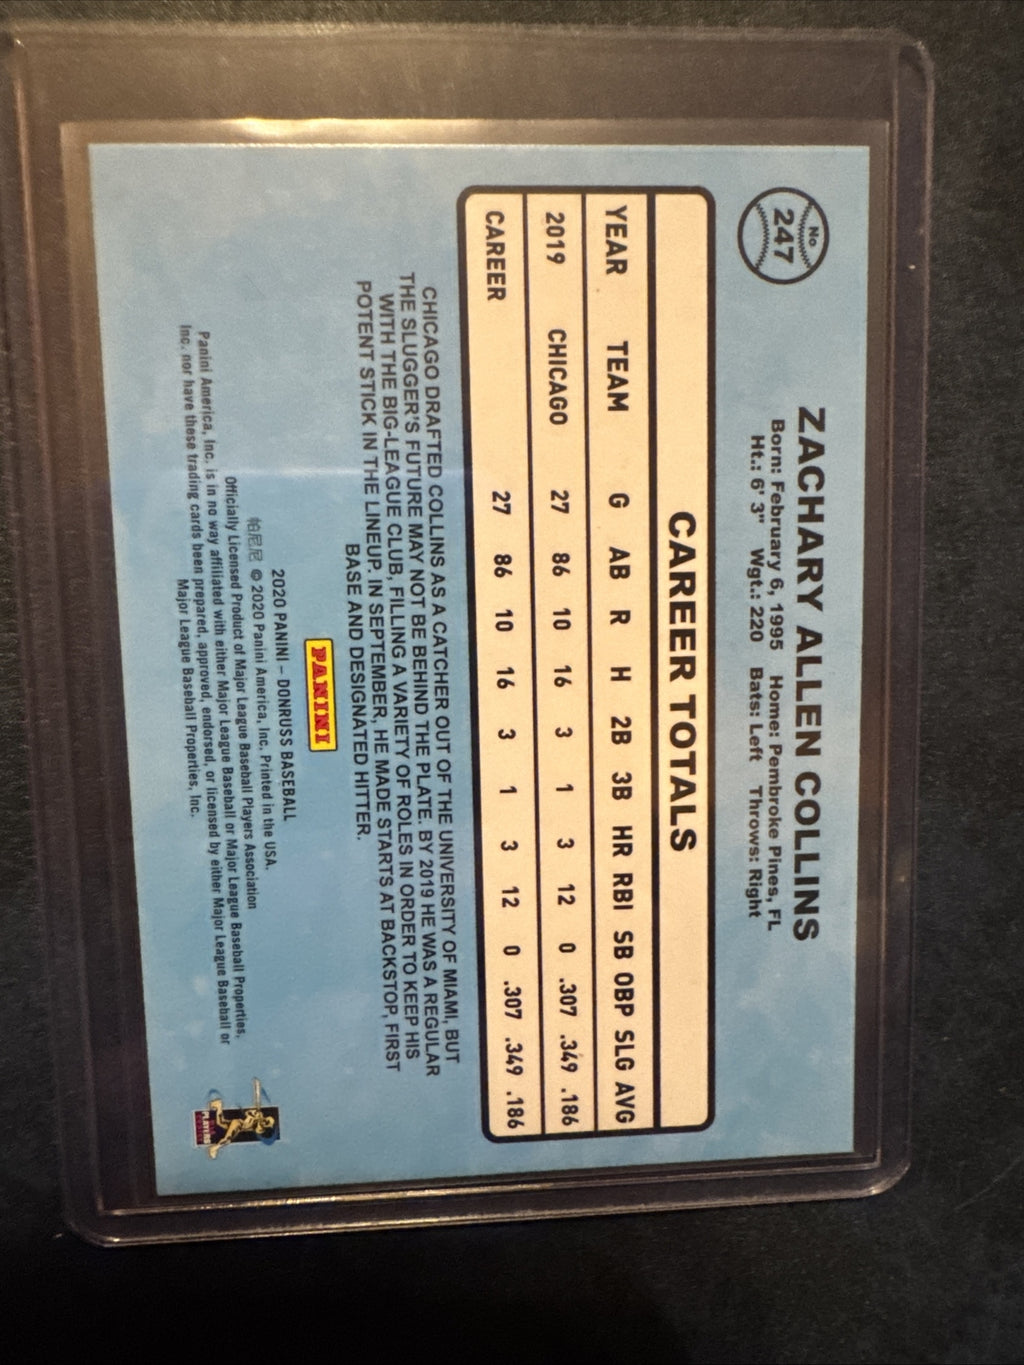 No
247
ZACHARY ALLEN COLLINS
Born: February 6, 1995 Home: Pembroke Pines, FL
Ht.: 6' 3" Wgt.: 220 Bats: Left Throws: Right
CAREER TOTALS
YEAR TEAM G AB R H 2B 3B HR RBI SB OBP SLG AVG
2019 CHICAGO 27 86 10 16 3 1 3 12 0 .307 .349 .186
CAREER 27 86 10 16 3 1 3 12 0 .307 .349 .186
CHICAGO DRAFTED COLLINS AS A CATCHER OUT OF THE UNIVERSITY OF MIAMI, BUT
THE SLUGGER'S FUTURE MAY NOT BE BEHIND THE PLATE. BY 2019 HE WAS A REGULAR
WITH THE BIG-LEAGUE CLUB, FILLING A VARIETY OF ROLES IN ORDER TO KEEP HIS
POTENT STICK IN THE LINEUP. IN SEPTEMBER, HE MADE STARTS AT BACKSTOP, FIRST
BASE AND DESIGNATED HITTER.
PANINI
2020 PANINI – DONRUSS BASEBALL
帕尼尼 © 2020 Panini America, Inc. Printed in the USA.
Officially Licensed Product of Major League Baseball Players Association
Panini America, Inc. is in no way affiliated with either Major League Baseball or Major League Baseball Properties,
Inc. nor have these trading cards been prepared, approved, endorsed, or licensed by either Major League Baseball or
Major League Baseball Properties, Inc.
PLAYERS